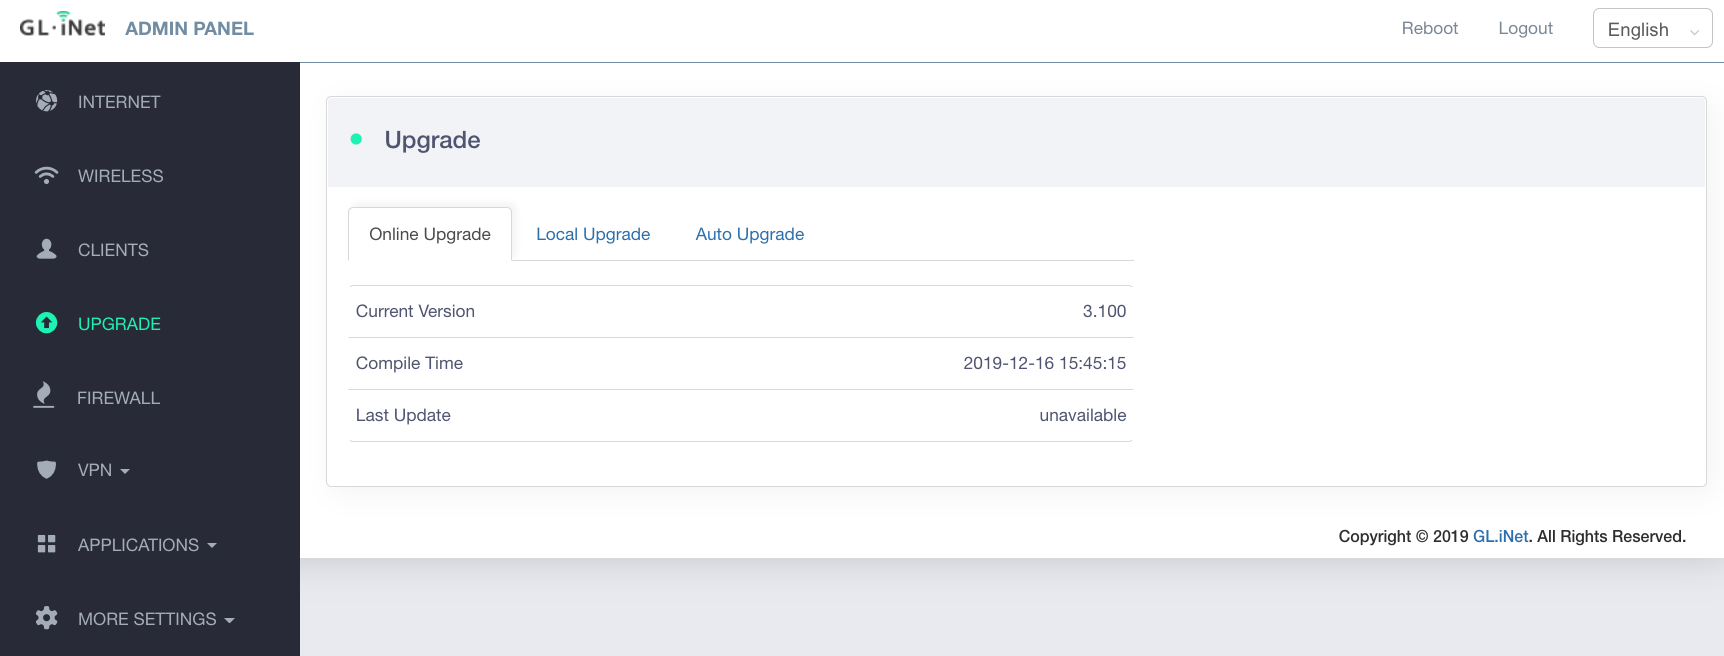 GL·iNet ADMIN PANEL
Reboot Logout English
INTERNET
WIRELESS
CLIENTS
UPGRADE
FIREWALL
VPN
APPLICATIONS
MORE SETTINGS
Upgrade
Online Upgrade Local Upgrade Auto Upgrade
Current Version 3.100
Compile Time 2019-12-16 15:45:15
Last Update unavailable
Copyright © 2019 GL.iNet. All Rights Reserved.